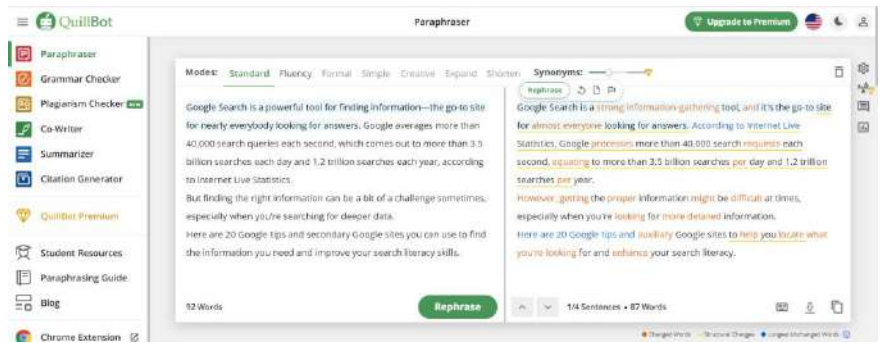 QuillBot
Paraphraser
Upgrade to Premium
Paraphraser
Grammar Checker
Plagiarism Checker
Co-Writer
Summarizer
Citation Generator
QuillBot Premium
Student Resources
Paraphrasing Guide
Blog
Chrome Extension
Modes: Standard Fluency Formal Simple Creative Expand Shorten Synonyms:
Google Search is a powerful tool for finding information—the go-to site
for nearly everybody looking for answers. Google averages more than
40,000 search queries each second, which comes out to more than 3.5
billion searches each day and 1.2 trillion searches each year, according
to Internet Live Statistics.
But finding the right information can be a bit of a challenge sometimes,
especially when you're searching for deeper data.
Here are 20 Google tips and secondary Google sites you can use to find
the information you need and improve your search literacy skills.
92 Words
Rephrase
Rephrase
Google Search is a strong information-gathering tool, and it's the go-to site
for almost everyone looking for answers. According to Internet Live
Statistics, Google processes more than 40,000 search requests each
second, equating to more than 3.5 billion searches per day and 1.2 trillion
searches per year.
However, getting the proper information might be difficult at times,
especially when you're looking for more detailed information.
Here are 20 Google tips and auxiliary Google sites to help you locate what
you're looking for and enhance your search literacy.
1/4 Sentences • 87 Words
Changed Words Structural Changes Longest Unchanged Words